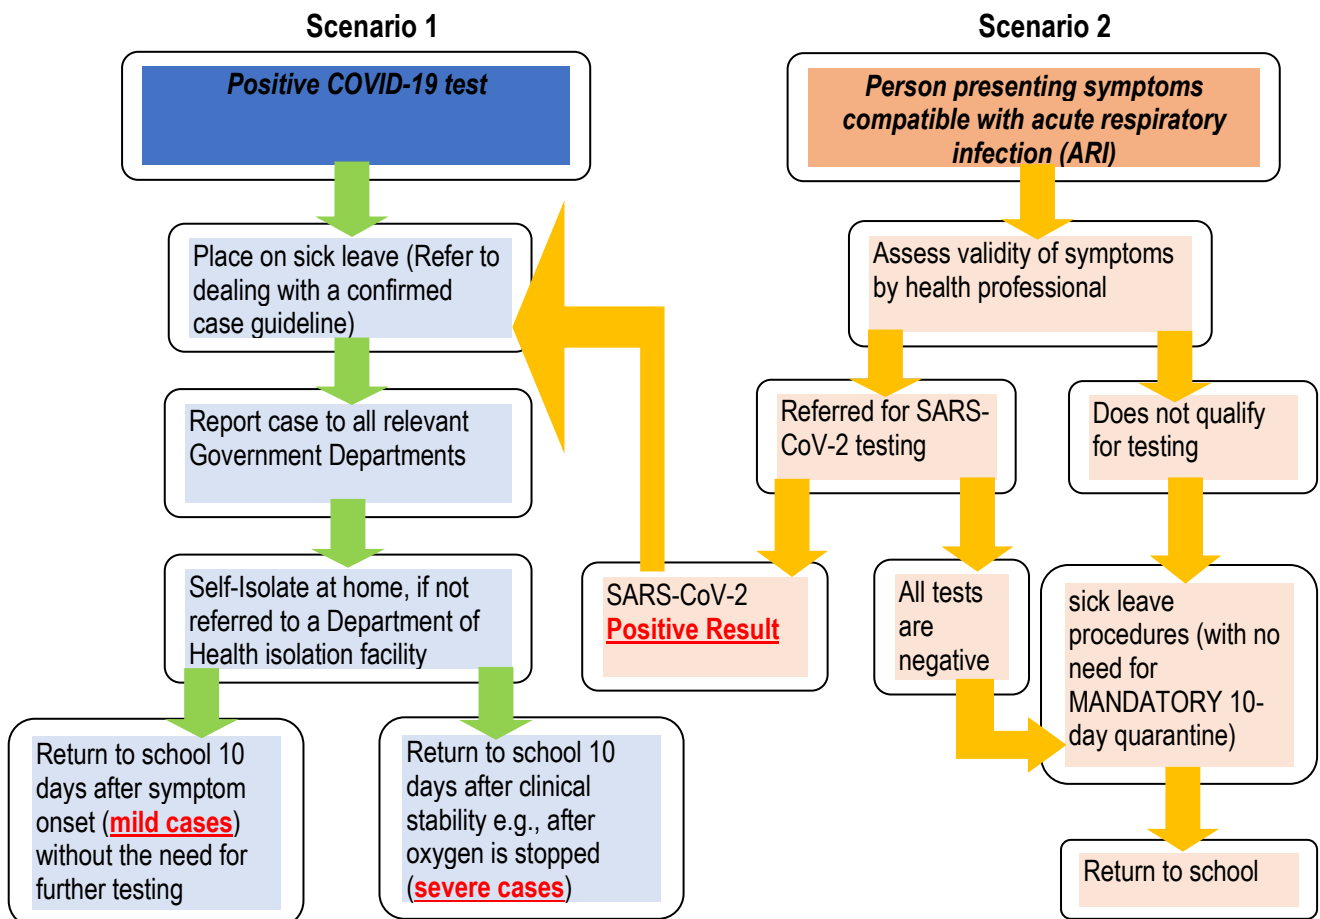 Scenario 1
Positive COVID-19 test
Place on sick leave (Refer to
dealing with a confirmed
case guideline)
Report case to all relevant
Government Departments
Self-Isolate at home, if not
referred to a Department of
Health isolation facility
Return to school 10
days after symptom
onset (mild cases)
without the need for
further testing
Return to school 10
days after clinical
stability e.g., after
oxygen is stopped
(severe cases)
Scenario 2
Person presenting symptoms
compatible with acute respiratory
infection (ARI)
Assess validity of symptoms
by health professional
Referred for SARS-
CoV-2 testing
Does not qualify
for testing
SARS-CoV-2
Positive Result
All tests
are
negative
sick leave
procedures (with no
need for
MANDATORY 10-
day quarantine)
Return to school